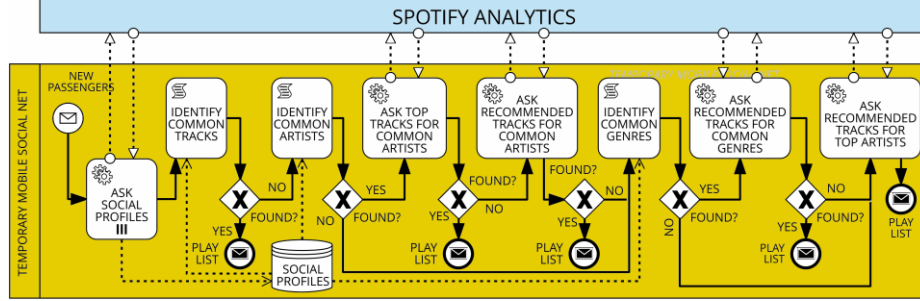 SPOTIFY ANALYTICS
TEMPORARY MOBILE SOCIAL NET
NEW
PASSENGERS
ASK
SOCIAL
PROFILES
IDENTIFY
COMMON
TRACKS
NO
FOUND?
YES
PLAY
LIST
IDENTIFY
COMMON
ARTISTS
YES
NO
FOUND?
SOCIAL
PROFILES
ASK TOP
TRACKS FOR
COMMON
ARTISTS
FOUND?
YES
NO
PLAY
LIST
ASK
RECOMMENDED
TRACKS FOR
COMMON
ARTISTS
FOUND?
NO
YES
PLAY
LIST
IDENTIFY
COMMON
GENRES
YES
FOUND?
NO
ASK
RECOMMENDED
TRACKS FOR
COMMON
GENRES
NO
FOUND?
YES
PLAY
LIST
ASK
RECOMMENDED
TRACKS FOR
TOP ARTISTS
PLAY
LIST